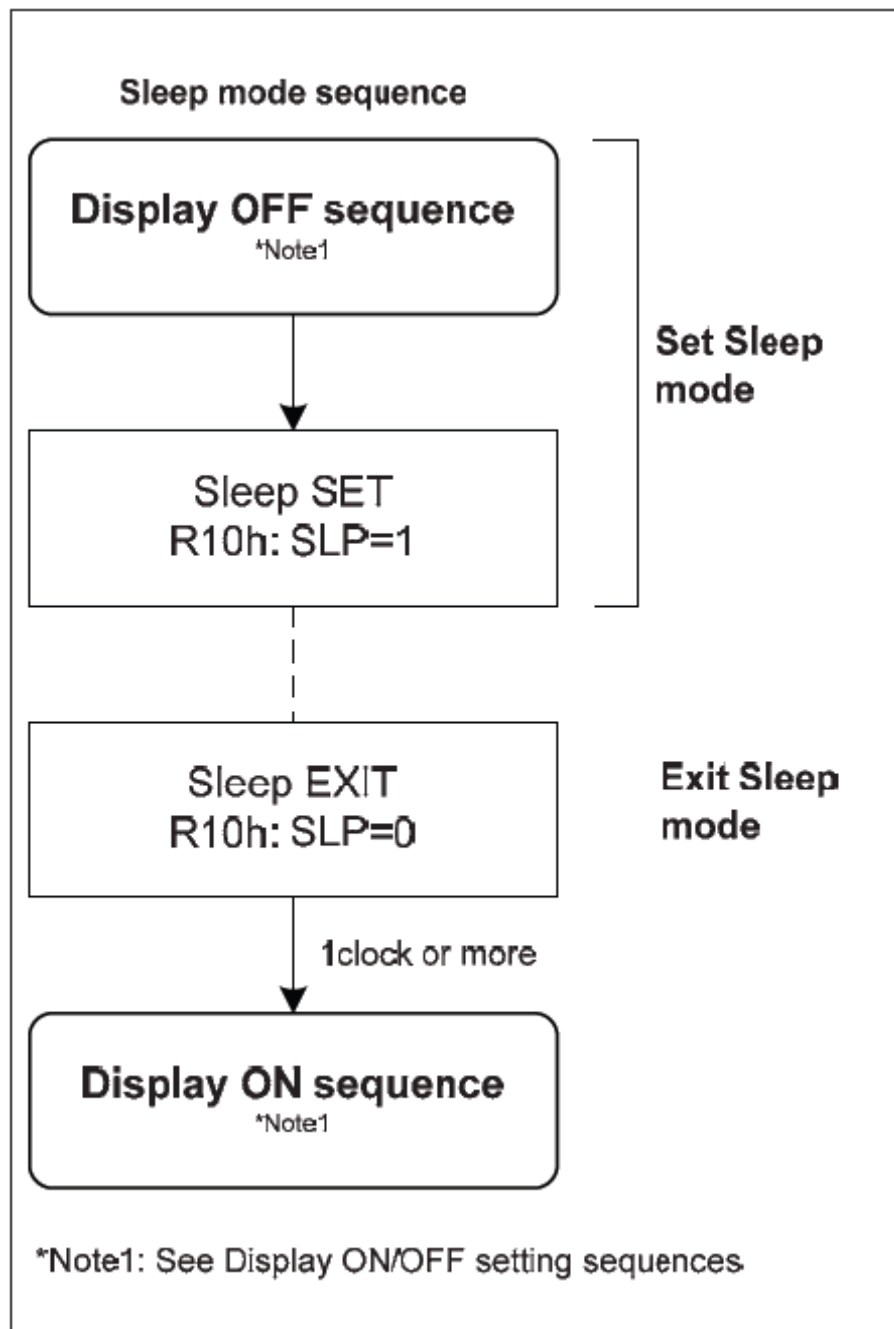 Sleep mode sequence
Display OFF sequence
*Note1
Set Sleep
mode
Sleep SET
R10h: SLP=1
Sleep EXIT
R10h: SLP=0
Exit Sleep
mode
1clock or more
Display ON sequence
*Note1
*Note1: See Display ON/OFF setting sequences